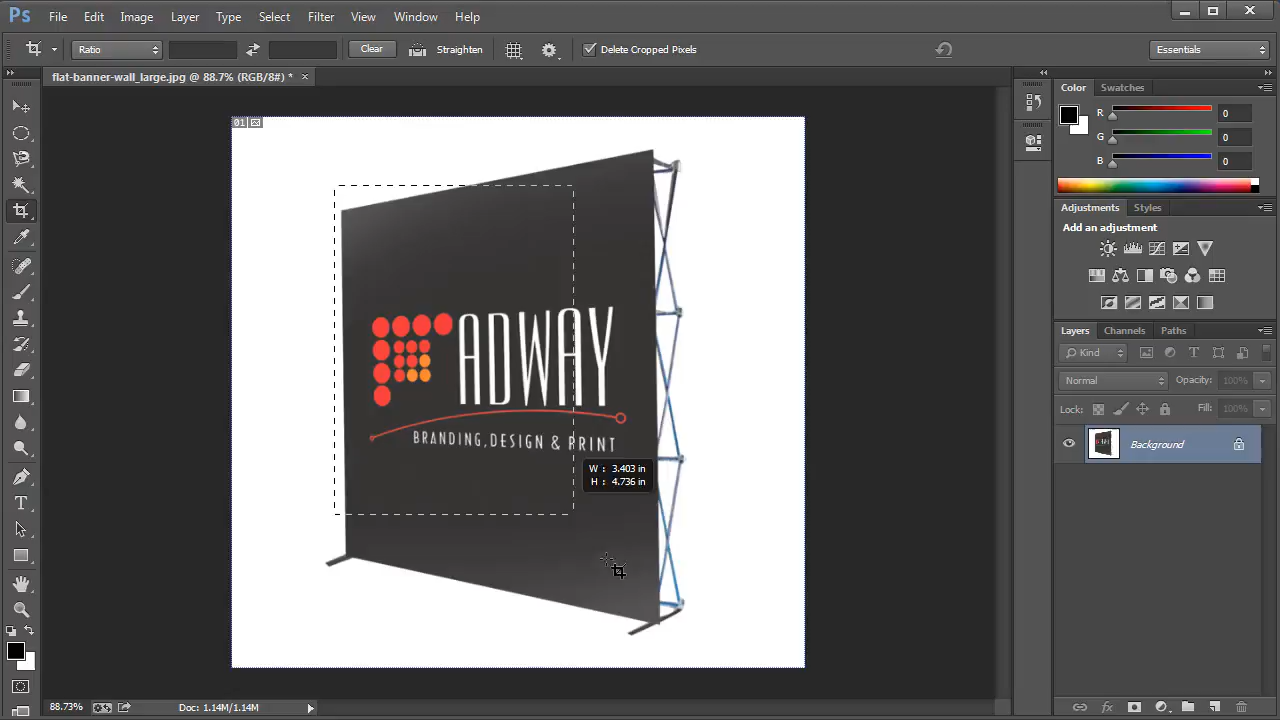 Ps File Edit Image Layer Type Select Filter View Window Help
Ratio Clear Straighten Delete Cropped Pixels Essentials
flat-banner-wall_large.jpg @ 88.7% (RGB/8#) *
01
ADWAY
BRANDING,DESIGN & PRINT
W : 3.403 in
H : 4.736 in
Color Swatches
R 0
G 0
B 0
Adjustments Styles
Add an adjustment
Layers Channels Paths
Kind
Normal Opacity: 100%
Lock: Fill: 100%
Background
88.73% Doc: 1.14M/1.14M